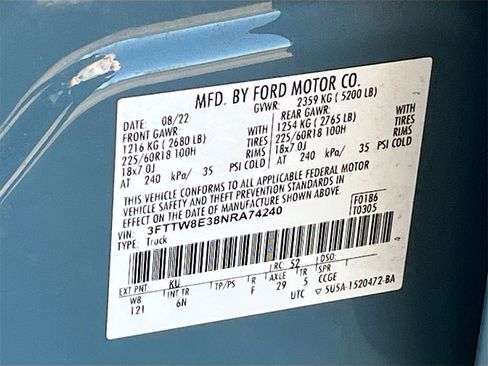 MFD. BY FORD MOTOR CO.
DATE: 08/22 GVWR: 2359 KG ( 5200 LB)
FRONT GAWR: REAR GAWR:
1216 KG ( 2680 LB) WITH 1254 KG ( 2765 LB) WITH
225/60R18 100H TIRES 225/60R18 100H TIRES
18x7.0J RIMS 18x7.0J RIMS
AT 240 kPa/ 35 PSI COLD AT 240 kPa/ 35 PSI COLD
THIS VEHICLE CONFORMS TO ALL APPLICABLE FEDERAL MOTOR
VEHICLE SAFETY AND THEFT PREVENTION STANDARDS IN
EFFECT ON THE DATE OF MANUFACTURE SHOWN ABOVE.
VIN: 3FTTW8E38NRA74240 F0186
TYPE: Truck T0305
EXT PNT: KU RC: 52 DSO:
WB INT TR TP/PS R AXLE TR SPR
121 6N F 29 5 CCGE
UTC ▽ 5U5A-1520472-BA